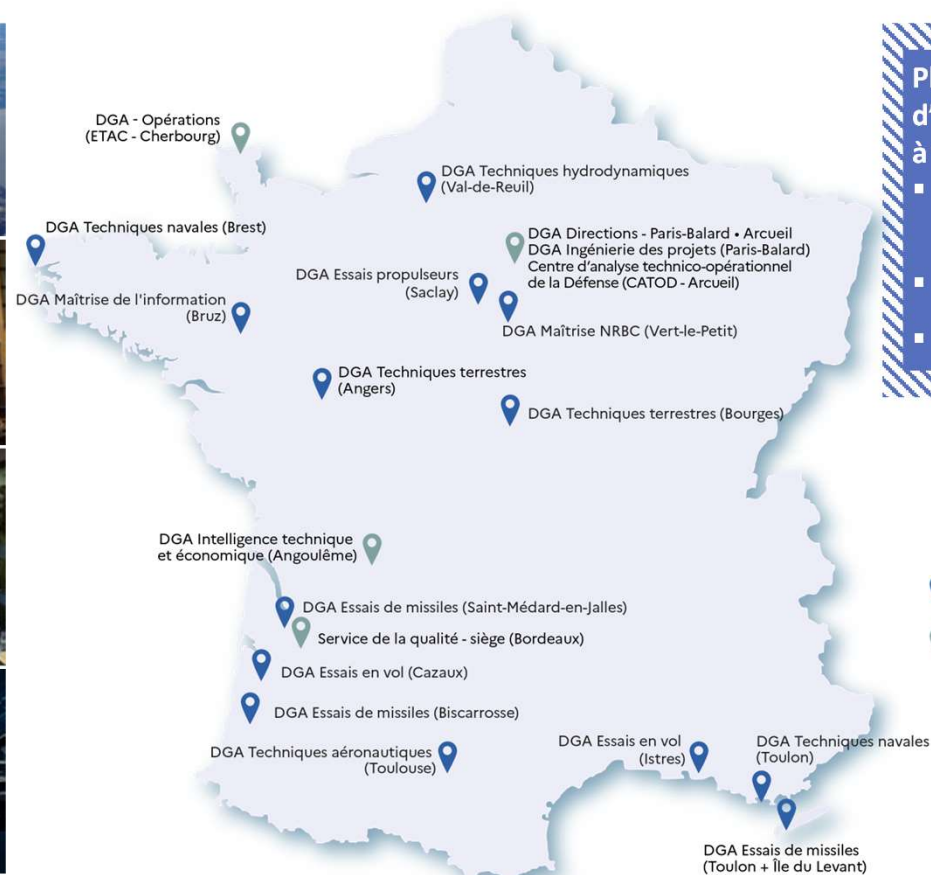 DGA - Opérations
(ETAC - Cherbourg)
DGA Techniques hydrodynamiques
(Val-de-Reuil)
DGA Techniques navales (Brest)
DGA Directions - Paris-Balard • Arcueil
DGA Ingénierie des projets (Paris-Balard)
Centre d'analyse technico-opérationnel
de la Défense (CATOD - Arcueil)
DGA Essais propulseurs
(Saclay)
DGA Maîtrise de l'information
(Bruz)
DGA Maîtrise NRBC (Vert-le-Petit)
DGA Techniques terrestres
(Angers)
DGA Techniques terrestres (Bourges)
DGA Intelligence technique
et économique (Angoulême)
DGA Essais de missiles (Saint-Médard-en-Jalles)
Service de la qualité - siège (Bordeaux)
DGA Essais en vol (Cazaux)
DGA Essais de missiles (Biscarrosse)
DGA Techniques aéronautiques
(Toulouse)
DGA Essais en vol
(Istres)
DGA Techniques navales
(Toulon)
DGA Essais de missiles
(Toulon + Île du Levant)
à